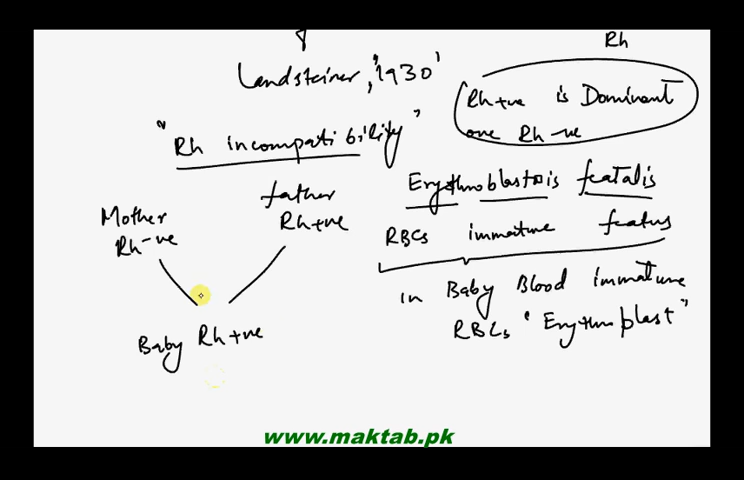 Rh
Landsteiner, "1930"
Rh+ve is Dominant
one Rh-ve
"Rh incompatibility"
Mother
Rh-ve
father
Rh+ve
Baby Rh+ve
Erythroblastosis featalis
RBCs immature featus
in Baby Blood immature
RBCs "Erythroblast"
www.maktab.pk